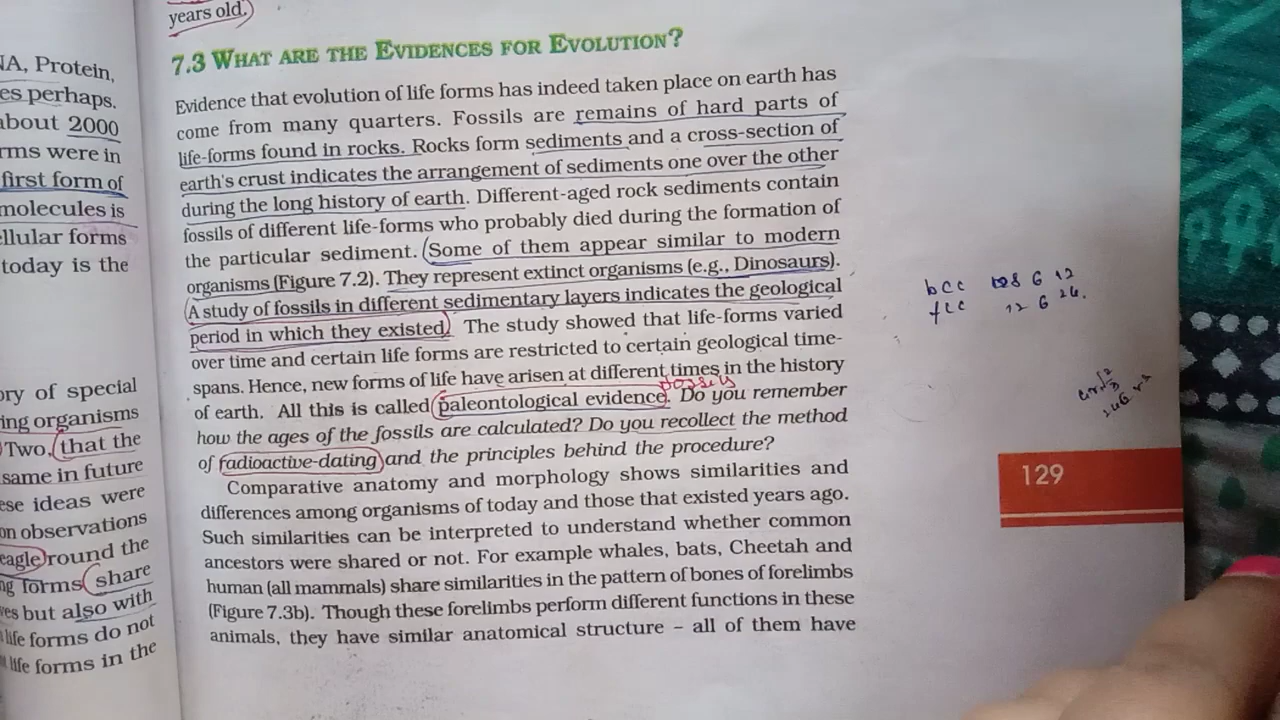 years old.
NA, Protein,
es perhaps.
about 2000
rms were in
first form of
molecules is
ellular forms
today is the
ory of special
ing organisms
Two, that the
same in future
ese ideas were
on observations
eagle round the
ng forms share
ves but also with
life forms do not
life forms in the
7.3 WHAT ARE THE EVIDENCES FOR EVOLUTION?
Evidence that evolution of life forms has indeed taken place on earth has
come from many quarters. Fossils are remains of hard parts of
life-forms found in rocks. Rocks form sediments and a cross-section of
earth's crust indicates the arrangement of sediments one over the other
during the long history of earth. Different-aged rock sediments contain
fossils of different life-forms who probably died during the formation of
the particular sediment. Some of them appear similar to modern
organisms (Figure 7.2). They represent extinct organisms (e.g., Dinosaurs).
A study of fossils in different sedimentary layers indicates the geological
period in which they existed. The study showed that life-forms varied
over time and certain life forms are restricted to certain geological time-
spans. Hence, new forms of life have arisen at different times in the history
of earth. All this is called paleontological evidence. Do you remember
how the ages of the fossils are calculated? Do you recollect the method
of radioactive-dating and the principles behind the procedure?
Comparative anatomy and morphology shows similarities and
differences among organisms of today and those that existed years ago.
Such similarities can be interpreted to understand whether common
ancestors were shared or not. For example whales, bats, Cheetah and
human (all mammals) share similarities in the pattern of bones of forelimbs
(Figure 7.3b). Though these forelimbs perform different functions in these
animals, they have similar anatomical structure – all of them have
bcc 8 6 12
fcc 12 6 24.
129